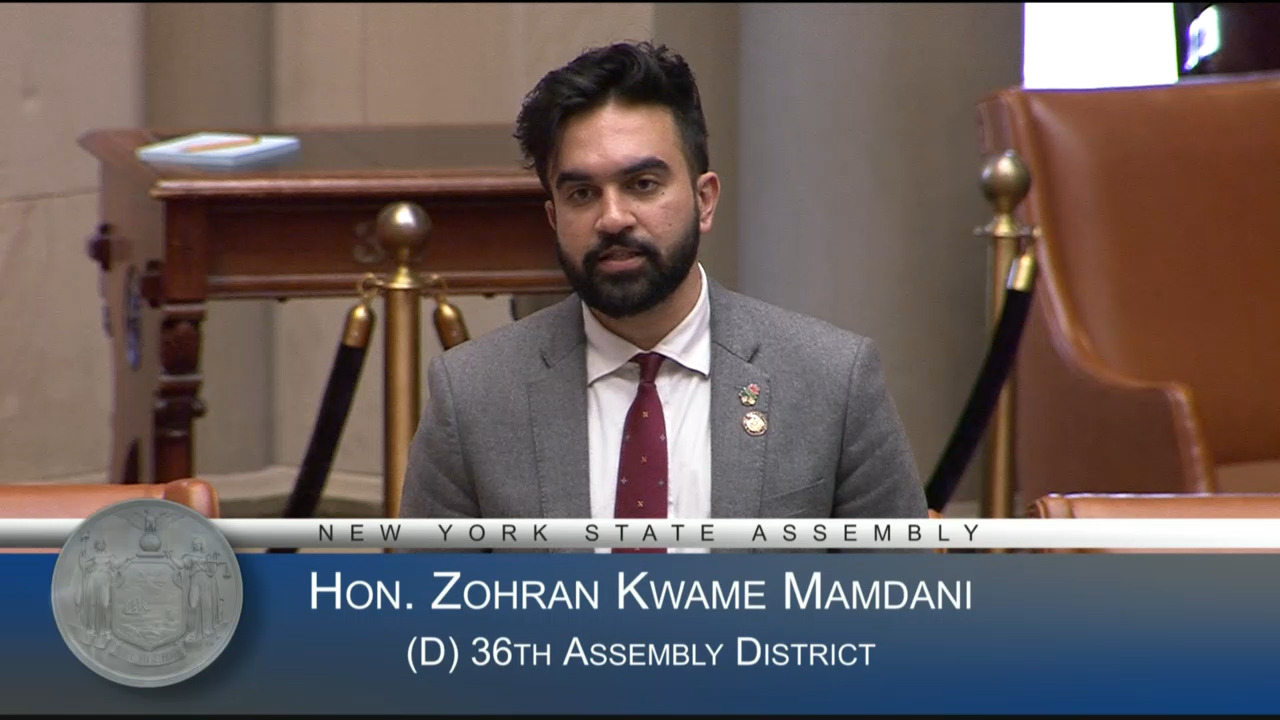 NEW YORK STATE ASSEMBLY
HON. ZOHRAN KWAME MAMDANI
(D) 36TH ASSEMBLY DISTRICT